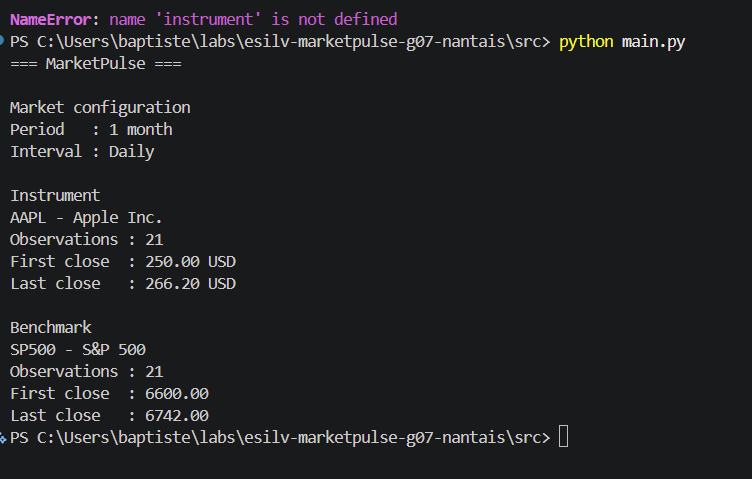 NameError: name 'instrument' is not defined
PS C:\Users\baptiste\labs\esilv-marketpulse-g07-nantais\src> python main.py
=== MarketPulse ===
Market configuration
Period   : 1 month
Interval : Daily
Instrument
AAPL - Apple Inc.
Observations : 21
First close  : 250.00 USD
Last close   : 266.20 USD
Benchmark
SP500 - S&P 500
Observations : 21
First close  : 6600.00
Last close   : 6742.00
PS C:\Users\baptiste\labs\esilv-marketpulse-g07-nantais\src>